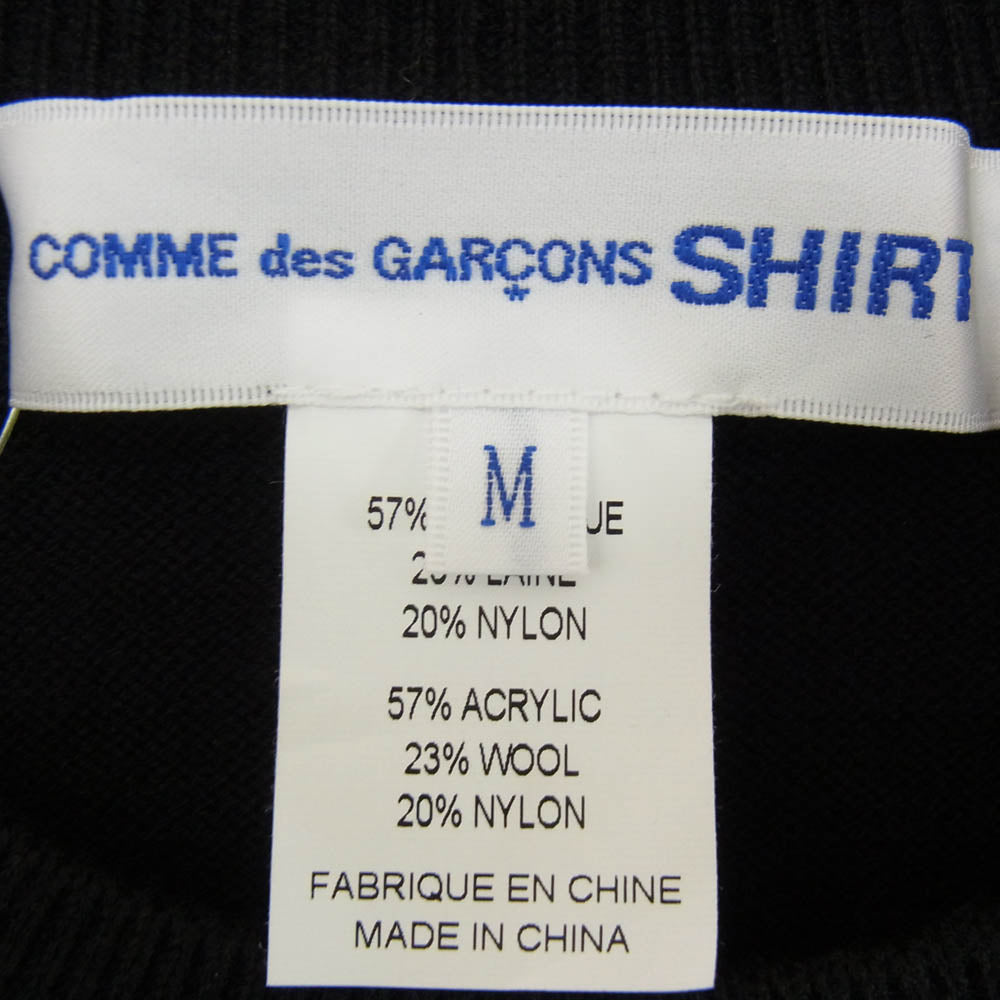 COMME des GARÇONS SHIRT
M
57% 
20% NYLON
57% ACRYLIC
23% WOOL
20% NYLON
FABRIQUE EN CHINE
MADE IN CHINA